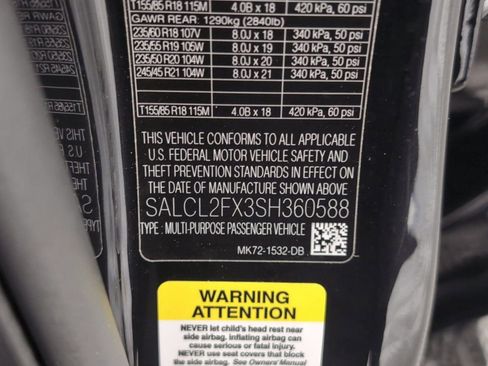 T155/85 R18 115M 4.0B x 18 420 kPa, 60 psi
GAWR REAR: 1290kg (2840lb)
235/60 R18 107V 8.0J x 18 340 kPa, 50 psi
235/55 R19 105W 8.0J x 19 340 kPa, 50 psi
235/50 R20 104W 8.0J x 20 340 kPa, 50 psi
245/45 R21 104W 8.0J x 21 340 kPa, 50 psi
T155/85 R18 115M 4.0B x 18 420 kPa, 60 psi
THIS VEHICLE CONFORMS TO ALL APPLICABLE
U.S. FEDERAL MOTOR VEHICLE SAFETY AND
THEFT PREVENTION STANDARDS IN EFFECT ON
THE DATE OF MANUFACTURE SHOWN ABOVE
SALCL2FX3SH360588
TYPE : MULTI-PURPOSE PASSENGER VEHICLE
MK72-1532-DB
WARNING
ATTENTION
NEVER let child's head rest near
side airbag. Inflating airbag can
cause serious or fatal injury.
NEVER use seat covers that block
the side airbag. See Owners' Manual